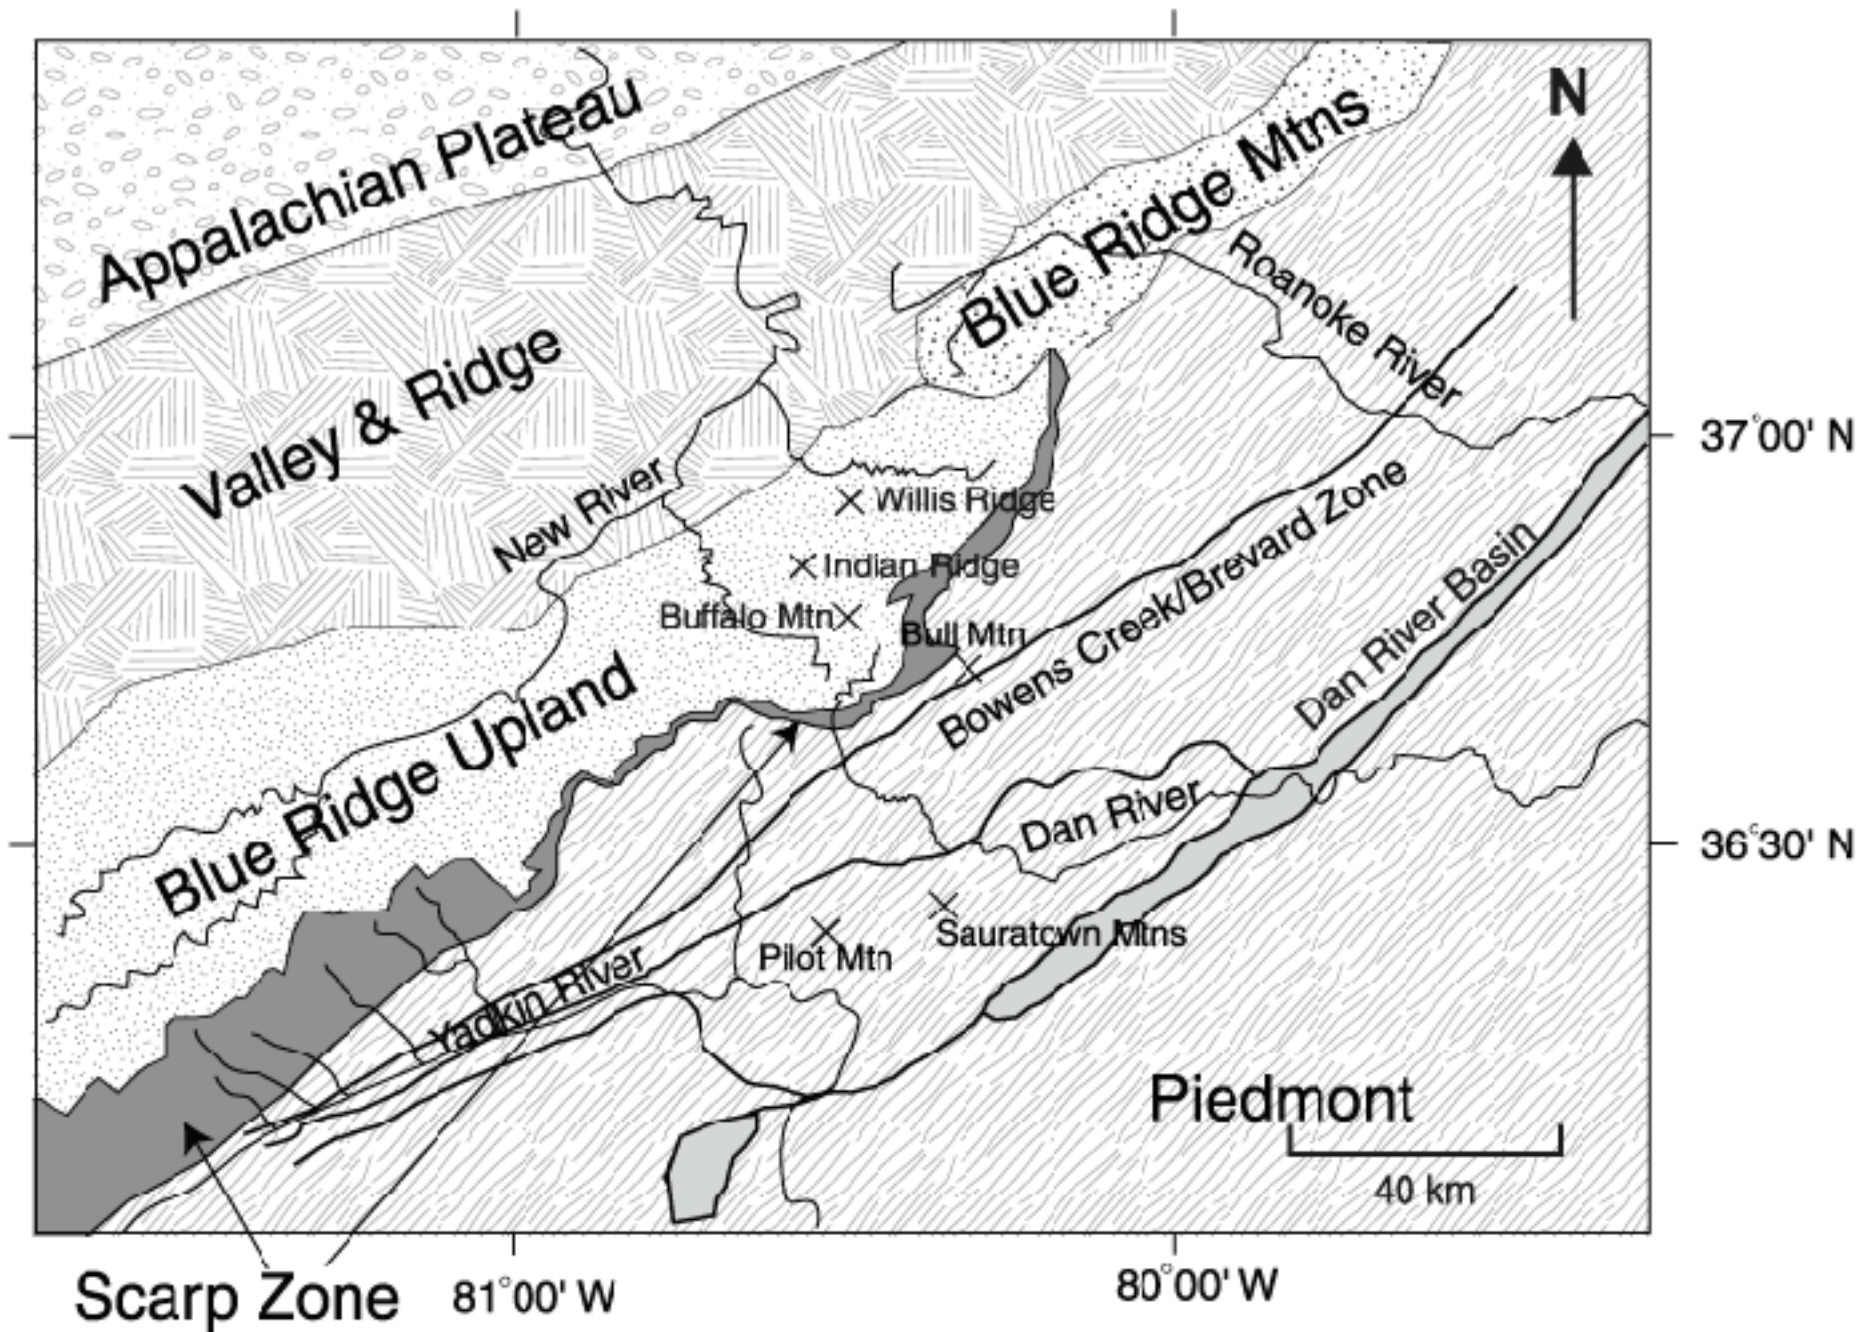 N
Appalachian Plateau
Blue Ridge Mtns
Roanoke River
Valley & Ridge
37°00' N
New River
Willis Ridge
Indian Ridge
Buffalo Mtn
Bull Mtn
Bowens Creek/Brevard Zone
Dan River Basin
Blue Ridge Upland
Dan River
36°30' N
Pilot Mtn
Sauratown Mtns
Yadkin River
Piedmont
40 km
Scarp Zone
81°00' W
80°00' W